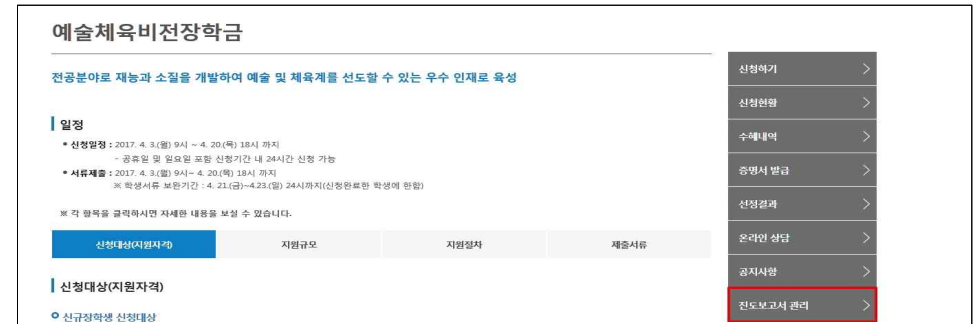 예술체육비전장학금
전공분야로 재능과 소질을 개발하여 예술 및 체육계를 선도할 수 있는 우수 인재로 육성
일정
* 신청일정 : 2017. 4. 3.(월) 9시 ~ 4. 20.(목) 18시 까지
- 공휴일 및 일요일 포함 신청기간 내 24시간 신청 가능
* 서류제출 : 2017. 4. 3.(월) 9시~ 4. 20.(목) 18시 까지
※ 학생서류 보완기간 : 4. 21.(금)~4.23.(일) 24시까지(신청완료한 학생에 한함)
※ 각 항목을 클릭하시면 자세한 내용을 보실 수 있습니다.
신청대상(지원자격)
지원규모
지원절차
제출서류
신청대상(지원자격)
신규장학생 신청대상
신청하기
신청현황
수혜내역
증명서 발급
선정결과
온라인 상담
공지사항
진도보고서 관리